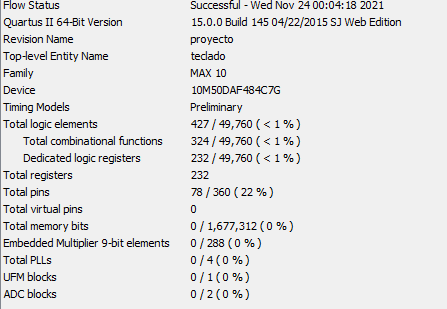 Flow Status Successful - Wed Nov 24 00:04:18 2021
Quartus II 64-Bit Version 15.0.0 Build 145 04/22/2015 SJ Web Edition
Revision Name proyecto
Top-level Entity Name teclado
Family MAX 10
Device 10M50DAF484C7G
Timing Models Preliminary
Total logic elements 427 / 49,760 ( < 1 % )
Total combinational functions 324 / 49,760 ( < 1 % )
Dedicated logic registers 232 / 49,760 ( < 1 % )
Total registers 232
Total pins 78 / 360 ( 22 % )
Total virtual pins 0
Total memory bits 0 / 1,677,312 ( 0 % )
Embedded Multiplier 9-bit elements 0 / 288 ( 0 % )
Total PLLs 0 / 4 ( 0 % )
UFM blocks 0 / 1 ( 0 % )
ADC blocks 0 / 2 ( 0 % )